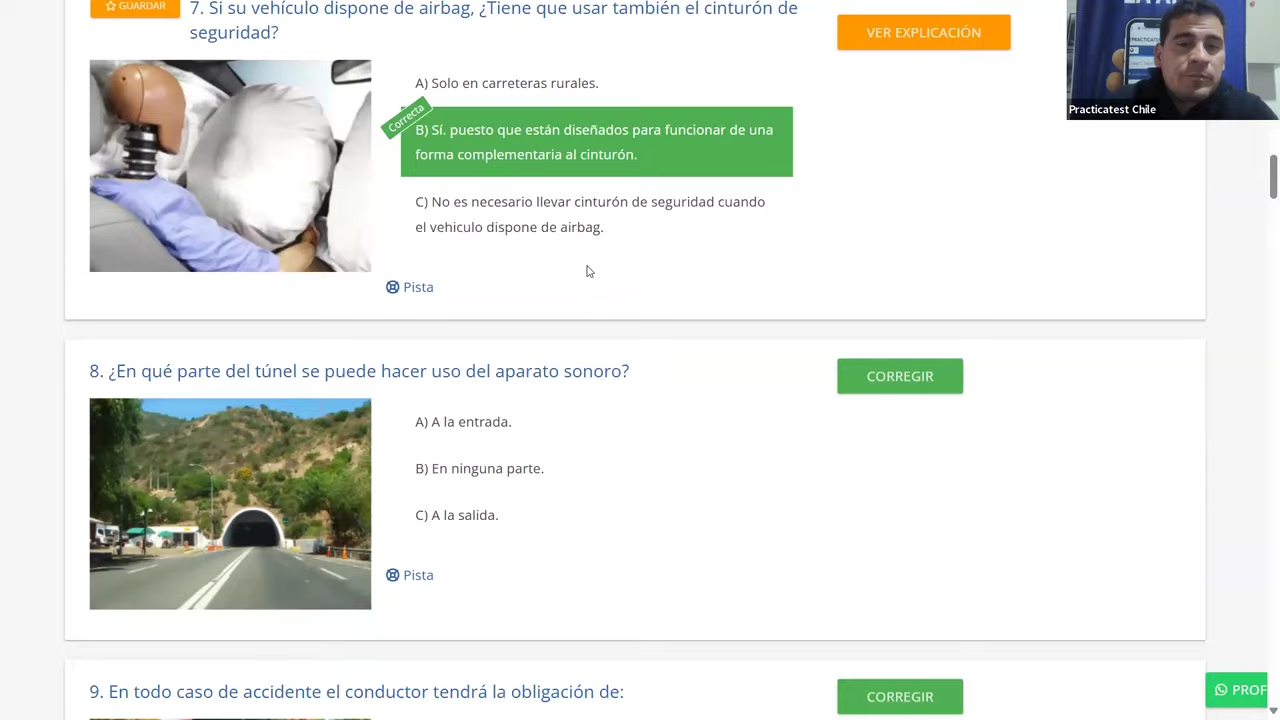 GUARDAR
7. Si su vehículo dispone de airbag, ¿Tiene que usar también el cinturón de
seguridad?
VER EXPLICACIÓN
A) Solo en carreteras rurales.
Correcta
B) Sí. puesto que están diseñados para funcionar de una
forma complementaria al cinturón.
C) No es necesario llevar cinturón de seguridad cuando
el vehiculo dispone de airbag.
Pista
Practicatest Chile
8. ¿En qué parte del túnel se puede hacer uso del aparato sonoro?
CORREGIR
A) A la entrada.
B) En ninguna parte.
C) A la salida.
Pista
9. En todo caso de accidente el conductor tendrá la obligación de:
CORREGIR
PROF